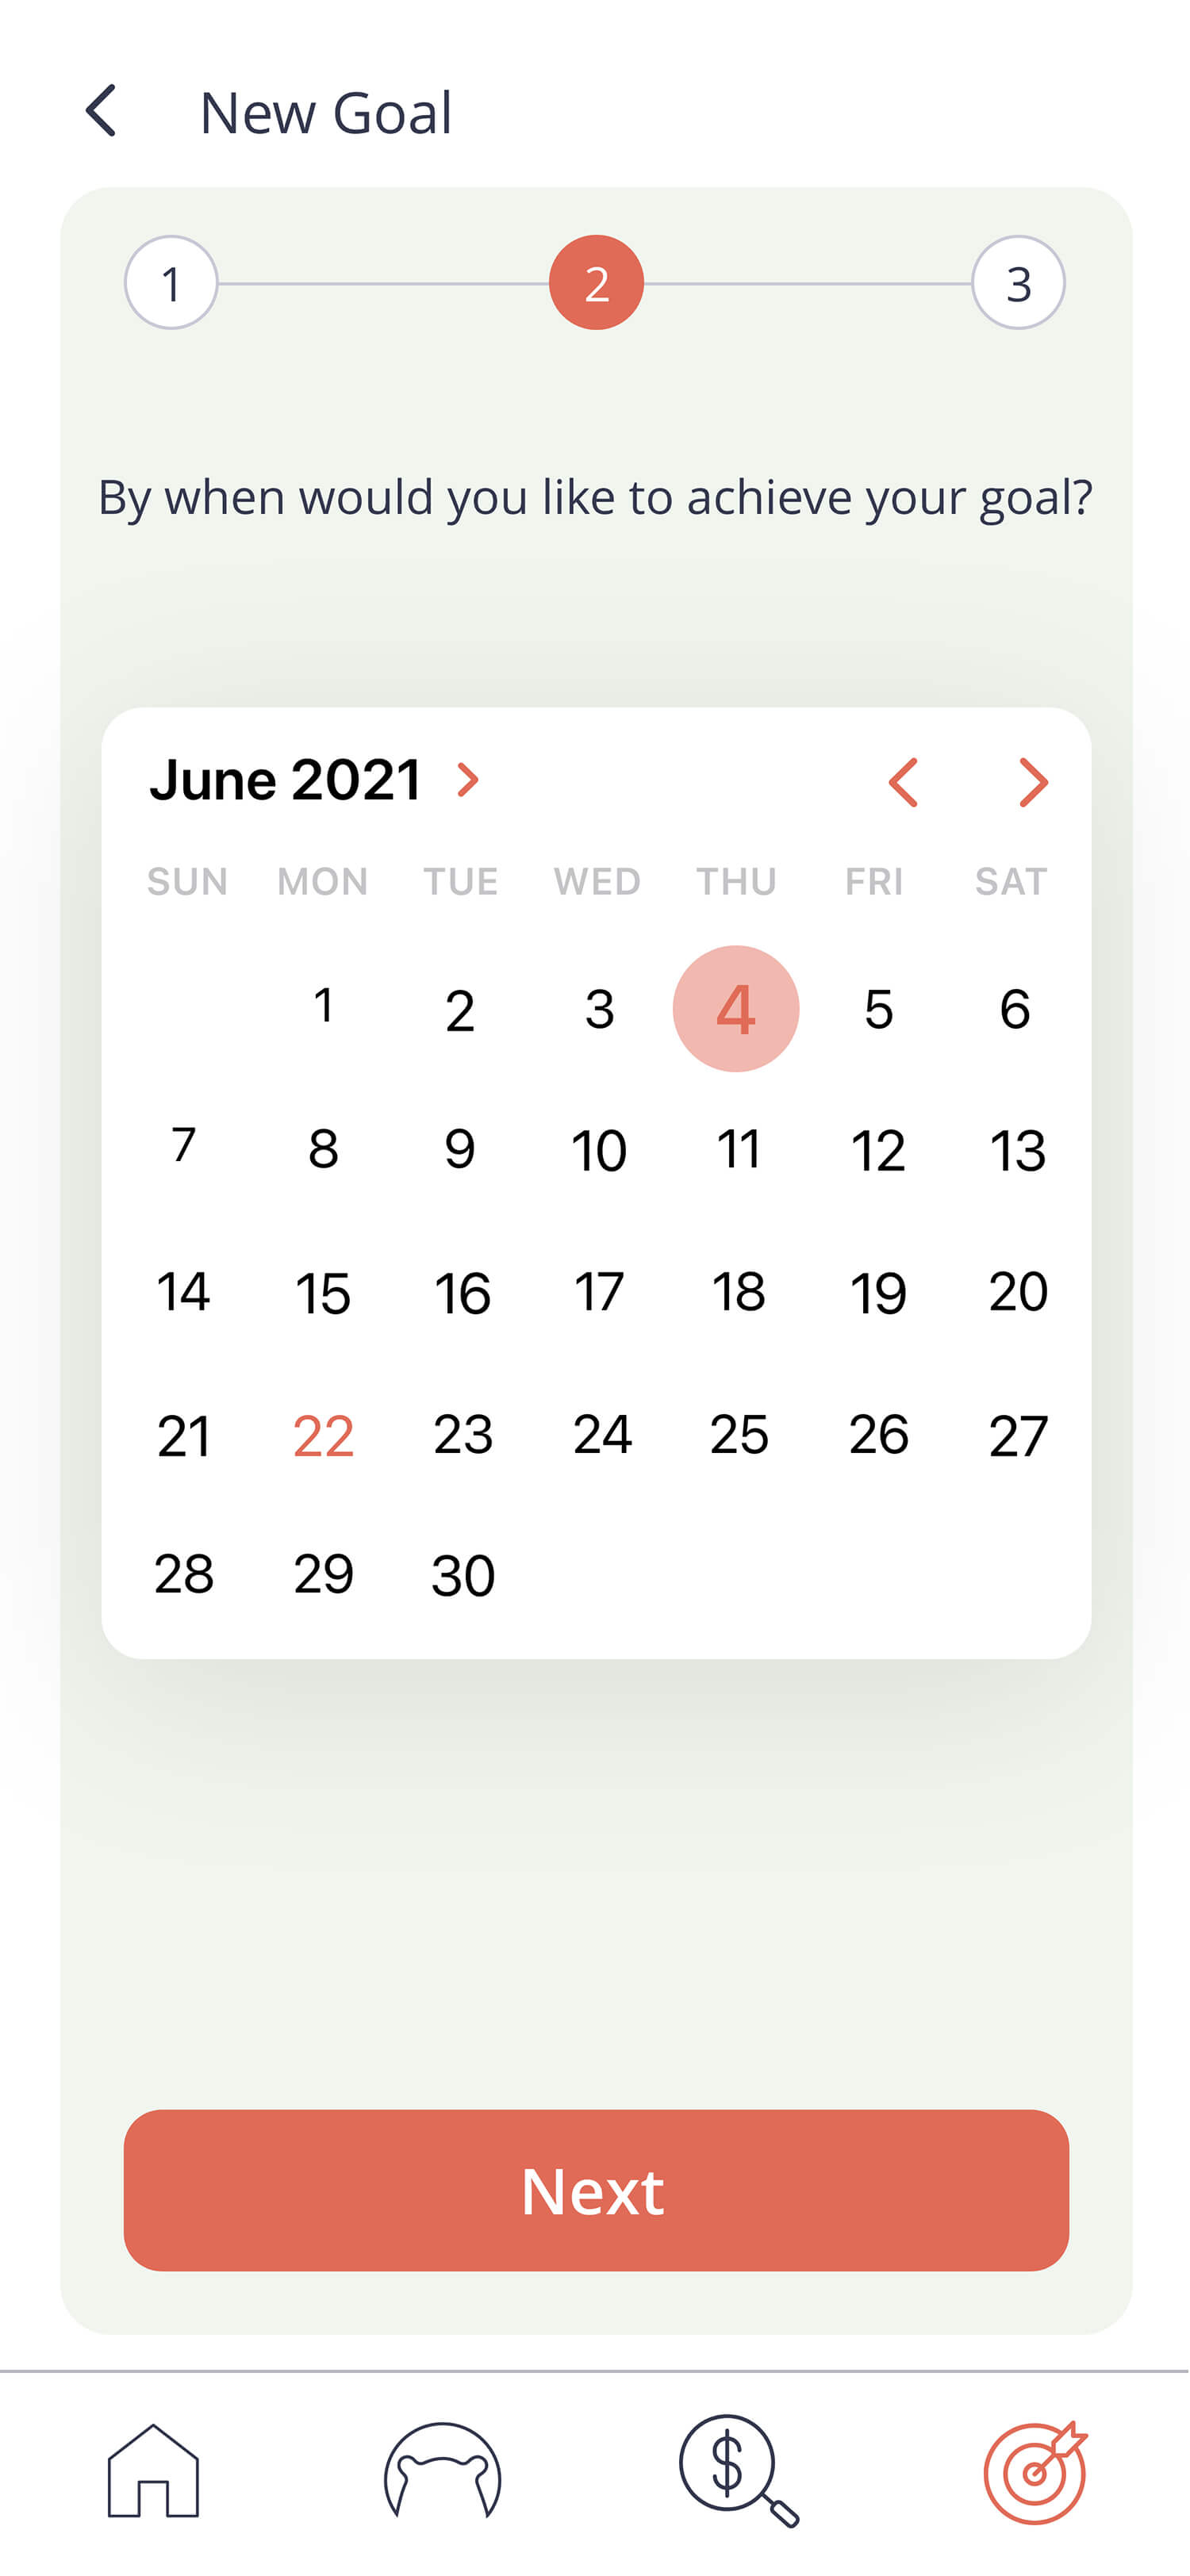 New Goal
1 2 3
By when would you like to achieve your goal?
June 2021
SUN MON TUE WED THU FRI SAT
1 2 3 4 5 6
7 8 9 10 11 12 13
14 15 16 17 18 19 20
21 22 23 24 25 26 27
28 29 30
Next
$